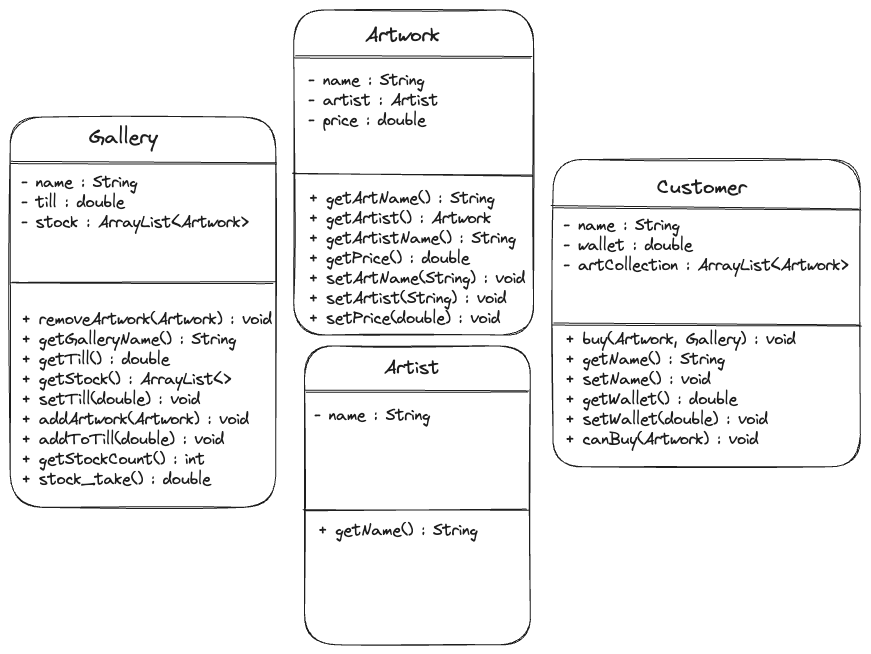 Gallery
- name : String
- till : double
- stock : ArrayList<Artwork>
+ removeArtwork(Artwork) : void
+ getGalleryName() : String
+ getTill() : double
+ getStock() : ArrayList<>
+ setTill(double) : void
+ addArtwork(Artwork) : void
+ addToTill(double) : void
+ getStockCount() : int
+ stock_take() : double
Artwork
- name : String
- artist : Artist
- price : double
+ getArtName() : String
+ getArtist() : Artwork
+ getArtistName() : String
+ getPrice() : double
+ setArtName(String) : void
+ setArtist(String) : void
+ setPrice(double) : void
Artist
- name : String
+ getName() : String
Customer
- name : String
- wallet : double
- artCollection : ArrayList<Artwork>
+ buy(Artwork, Gallery) : void
+ getName() : String
+ setName() : void
+ getWallet() : double
+ setWallet(double) : void
+ canBuy(Artwork) : void